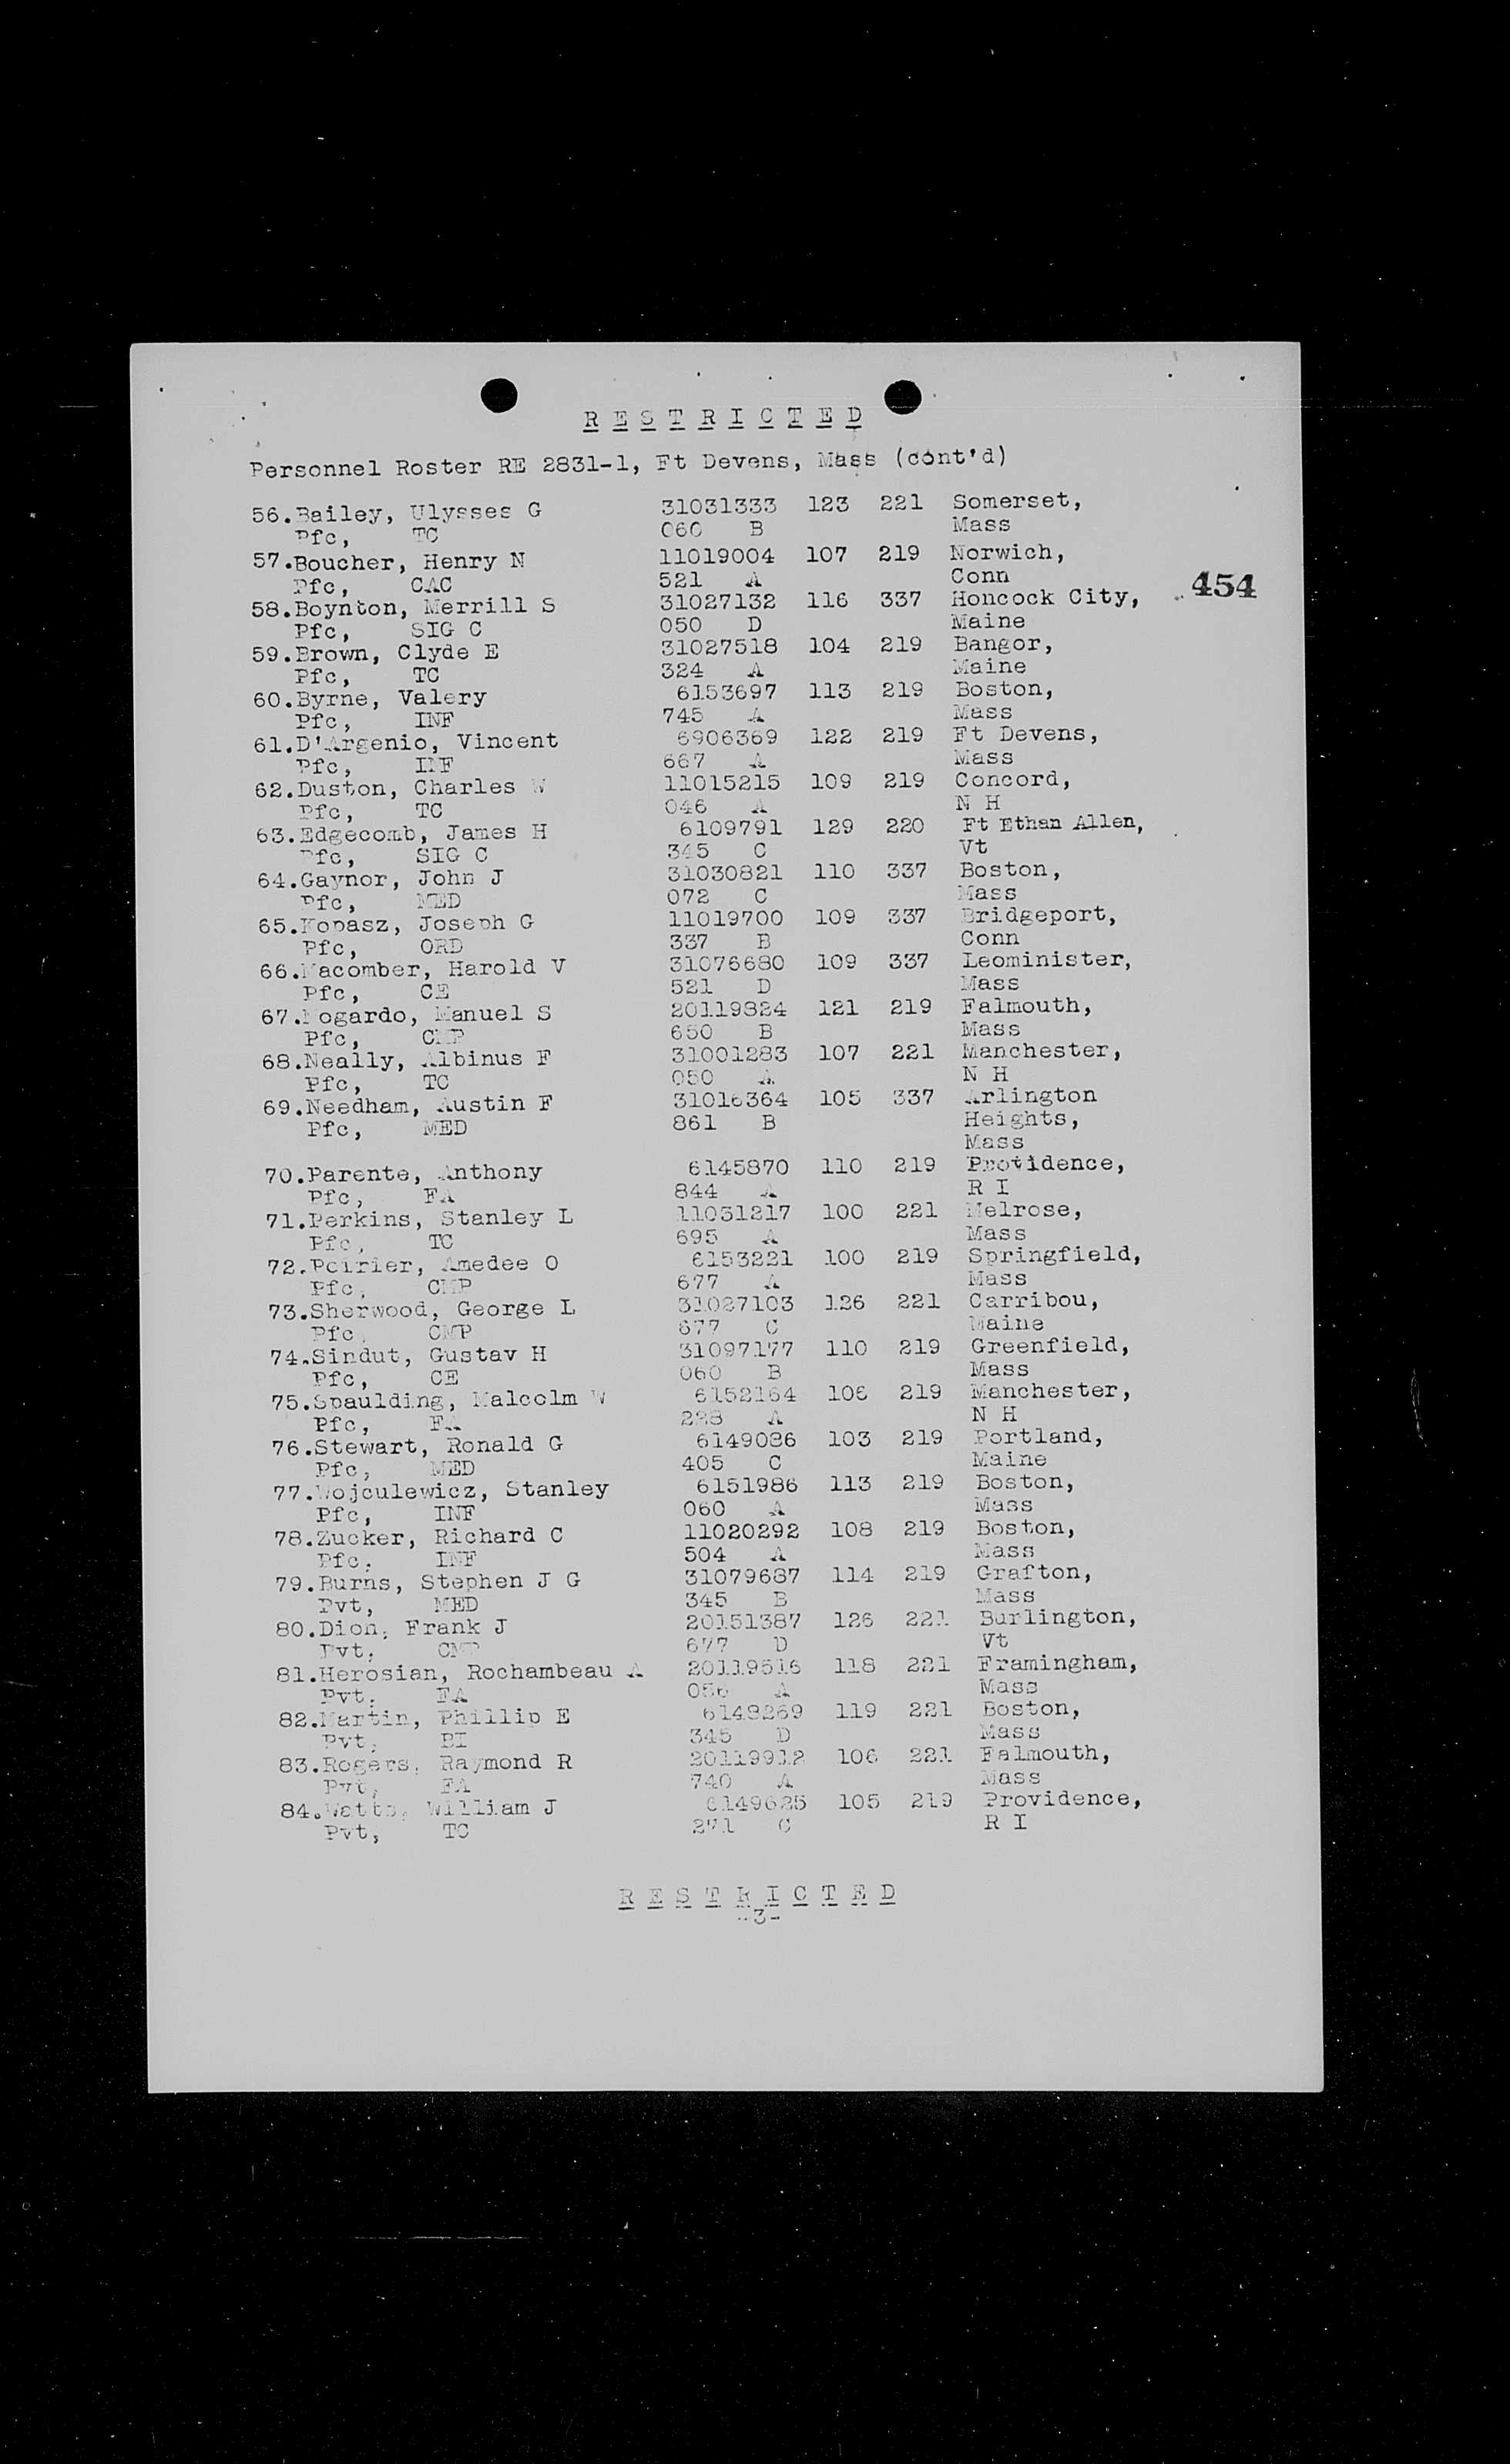 R E S T R I C T E D
Personnel Roster RE 2831-1, Ft Devens, Mass (cont'd)
56.Bailey, Ulysses G 31031333 123 221 Somerset,
Pfc, TC 060 B Mass
57.Boucher, Henry N 11019004 107 219 Norwich,
Pfc, CAC 521 A Conn
454
58.Boynton, Merrill S 31027132 116 337 Honcock City,
Pfc, SIG C 050 D Maine
59.Brown, Clyde E 31027518 104 219 Bangor,
Pfc, TC 324 A Maine
60.Byrne, Valery 6153697 113 219 Boston,
Pfc, INF 745 A Mass
61.D'Argenio, Vincent 6906369 122 219 Ft Devens,
Pfc, INF 667 A Mass
62.Duston, Charles W 11015215 109 219 Concord,
Pfc, TC 046 A N H
63.Edgecomb, James H 6109791 129 220 Ft Ethan Allen,
Pfc, SIG C 345 C Vt
64.Gaynor, John J 31030821 110 337 Boston,
Pfc, MED 072 C Mass
65.Kopasz, Joseph G 11019700 109 337 Bridgeport,
Pfc, ORD 337 B Conn
66.Macomber, Harold V 31076680 109 337 Leominister,
Pfc, CE 521 D Mass
67.Mogardo, Manuel S 20119824 121 219 Falmouth,
Pfc, CMP 650 B Mass
68.Neally, Albinus F 31001283 107 221 Manchester,
Pfc, TC 050 A N H
69.Needham, Austin F 31016364 105 337 Arlington
Pfc, MED 861 B Heights,
Mass
70.Parente, Anthony 6145870 110 219 Providence,
Pfc, FA 844 A R I
71.Perkins, Stanley L 11031217 100 221 Melrose,
Pfc, TC 695 A Mass
72.Poirier, Amedee O 6153221 100 219 Springfield,
Pfc, CMP 677 A Mass
73.Sherwood, George L 31027103 126 221 Carribou,
Pfc, CMP 677 C Maine
74.Sindut, Gustav H 31097177 110 219 Greenfield,
Pfc, CE 060 B Mass
75.Spaulding, Malcolm W 6152164 106 219 Manchester,
Pfc, FA 228 A N H
76.Stewart, Ronald G 6149086 103 219 Portland,
Pfc, MED 405 C Maine
77.Wojculewicz, Stanley 6151986 113 219 Boston,
Pfc, INF 060 A Mass
78.Zucker, Richard C 11020292 108 219 Boston,
Pfc, INF 504 A Mass
79.Burns, Stephen J G 31079687 114 219 Grafton,
Pvt, MED 345 B Mass
80.Dion, Frank J 20151387 126 221 Burlington,
Pvt, CMP 677 D Vt
81.Herosian, Rochambeau A 20119516 118 221 Framingham,
Pvt, FA 056 A Mass
82.Martin, Phillip E 6148269 119 221 Boston,
Pvt, BI 345 D Mass
83.Rogers, Raymond R 20119912 106 221 Falmouth,
Pvt, FA 740 A Mass
84.Watts, William J 6149625 105 219 Providence,
Pvt, TC 271 C R I
R E S T R I C T E D
-3-